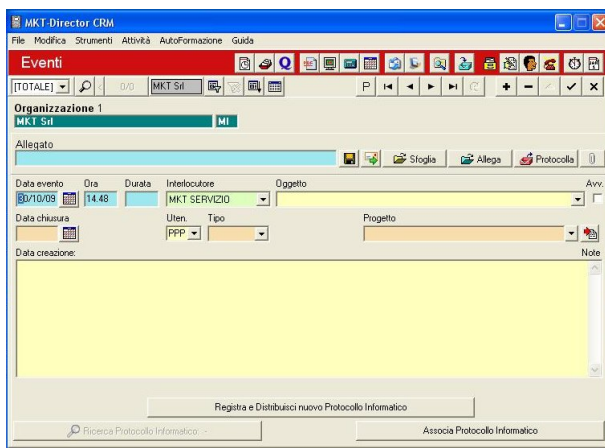 MKT-Director CRM
File Modifica Strumenti Attività AutoFormazione Guida
Eventi
[TOTALE] 0/0 MKT Srl P
Organizzazione 1
MKT Srl MI
Allegato
Sfoglia Allega Protocolla
Data evento Ora Durata Interlocutore Oggetto Avv.
30/10/09 14.48 MKT SERVIZIO
Data chiusura Uten. Tipo Progetto
PPP
Data creazione: Note
Registra e Distribuisci nuovo Protocollo Informatico
Ricerca Protocollo Informatico: - Associa Protocollo Informatico